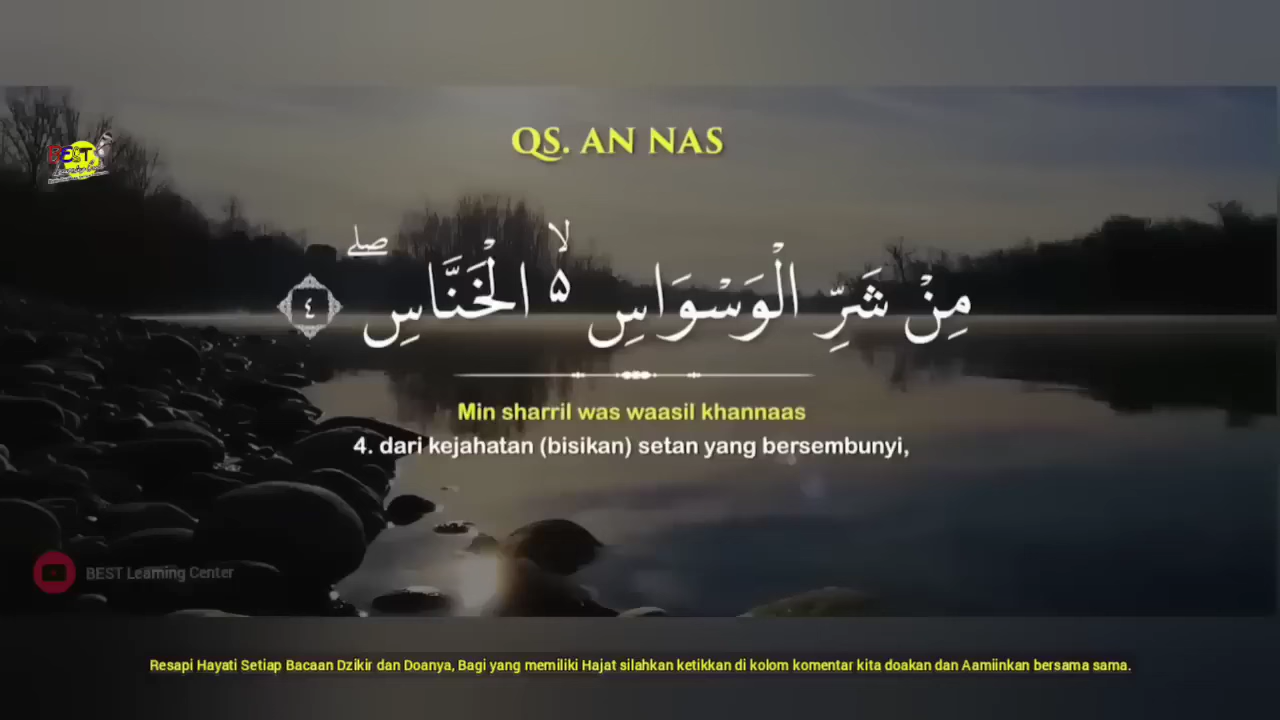 BEST
QS. AN NAS
مِنْ شَرِّ الْوَسْوَاسِ ۵ۙ الْخَنَّاسِۖ ٤
Min sharril was waasil khannaas
4. dari kejahatan (bisikan) setan yang bersembunyi,
BEST Learning Center
Resapi Hayati Setiap Bacaan Dzikir dan Doanya, Bagi yang memiliki Hajat silahkan ketikkan di kolom komentar kita doakan dan Aamiinkan bersama sama.